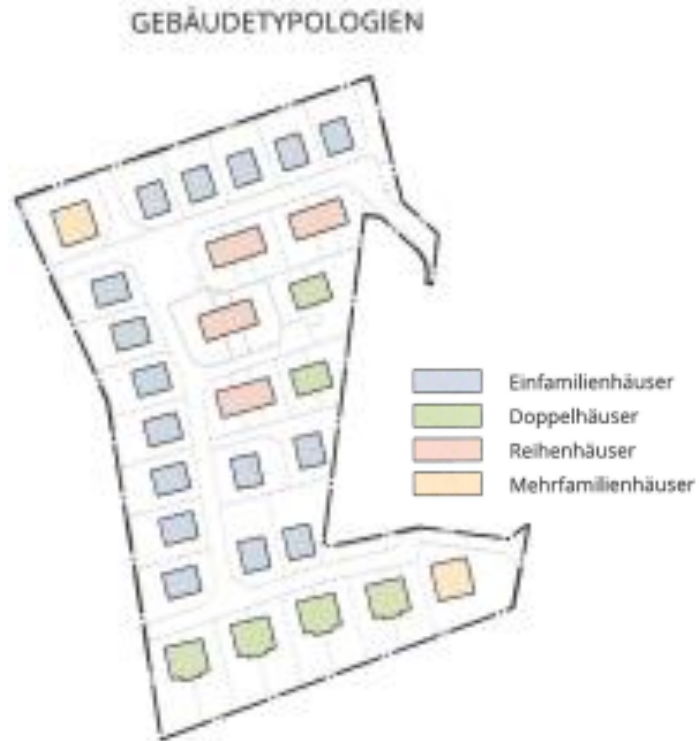 GEBÄUDETYPOLOGIEN
Einfamilienhäuser
Doppelhäuser
Reihenhäuser
Mehrfamilienhäuser